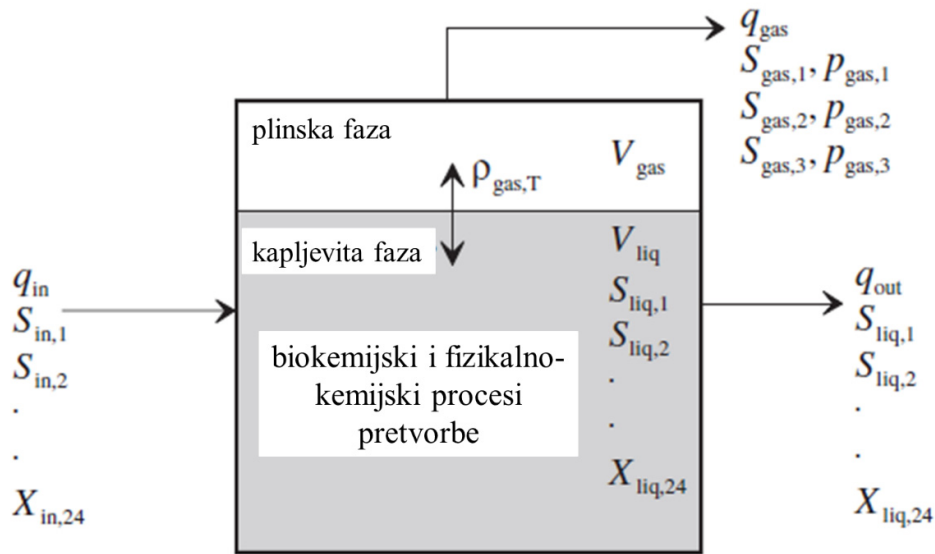 q_gas
S_gas,1, p_gas,1
S_gas,2, p_gas,2
S_gas,3, p_gas,3
plinska faza
V_gas
ρ_gas,T
kapljevita faza
V_liq
S_liq,1
S_liq,2
.
.
X_liq,24
biokemijski i fizikalno-
kemijski procesi
pretvorbe
q_in
S_in,1
S_in,2
.
.
X_in,24
q_out
S_liq,1
S_liq,2
.
.
X_liq,24